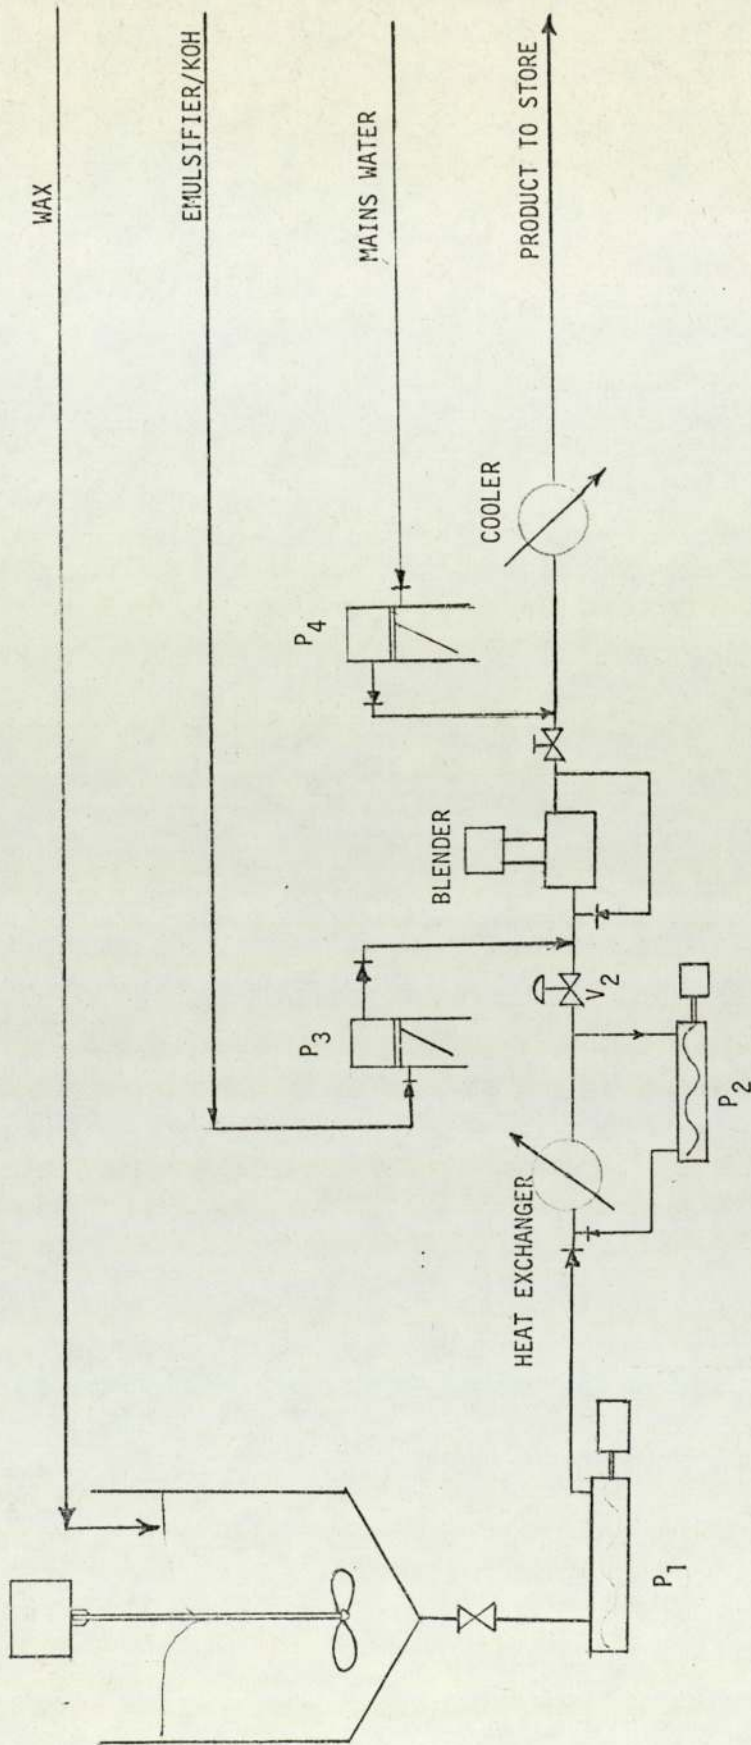 WAX
EMULSIFIER/KOH
MAINS WATER
PRODUCT TO STORE
P4
COOLER
BLENDER
P3
V2
HEAT EXCHANGER
P2
P1